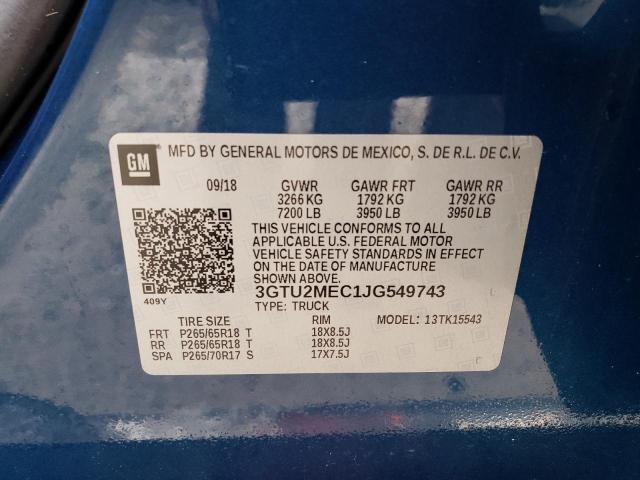 GM MFD BY GENERAL MOTORS DE MEXICO, S. DE R.L. DE C.V.
09/18 GVWR GAWR FRT GAWR RR
3266 KG 1792 KG 1792 KG
7200 LB 3950 LB 3950 LB
THIS VEHICLE CONFORMS TO ALL
APPLICABLE U.S. FEDERAL MOTOR
VEHICLE SAFETY STANDARDS IN EFFECT
ON THE DATE OF MANUFACTURE
SHOWN ABOVE.
409Y 3GTU2MEC1JG549743
TYPE: TRUCK
TIRE SIZE RIM MODEL: 13TK15543
FRT P265/65R18 T 18X8.5J
RR P265/65R18 T 18X8.5J
SPA P265/70R17 S 17X7.5J